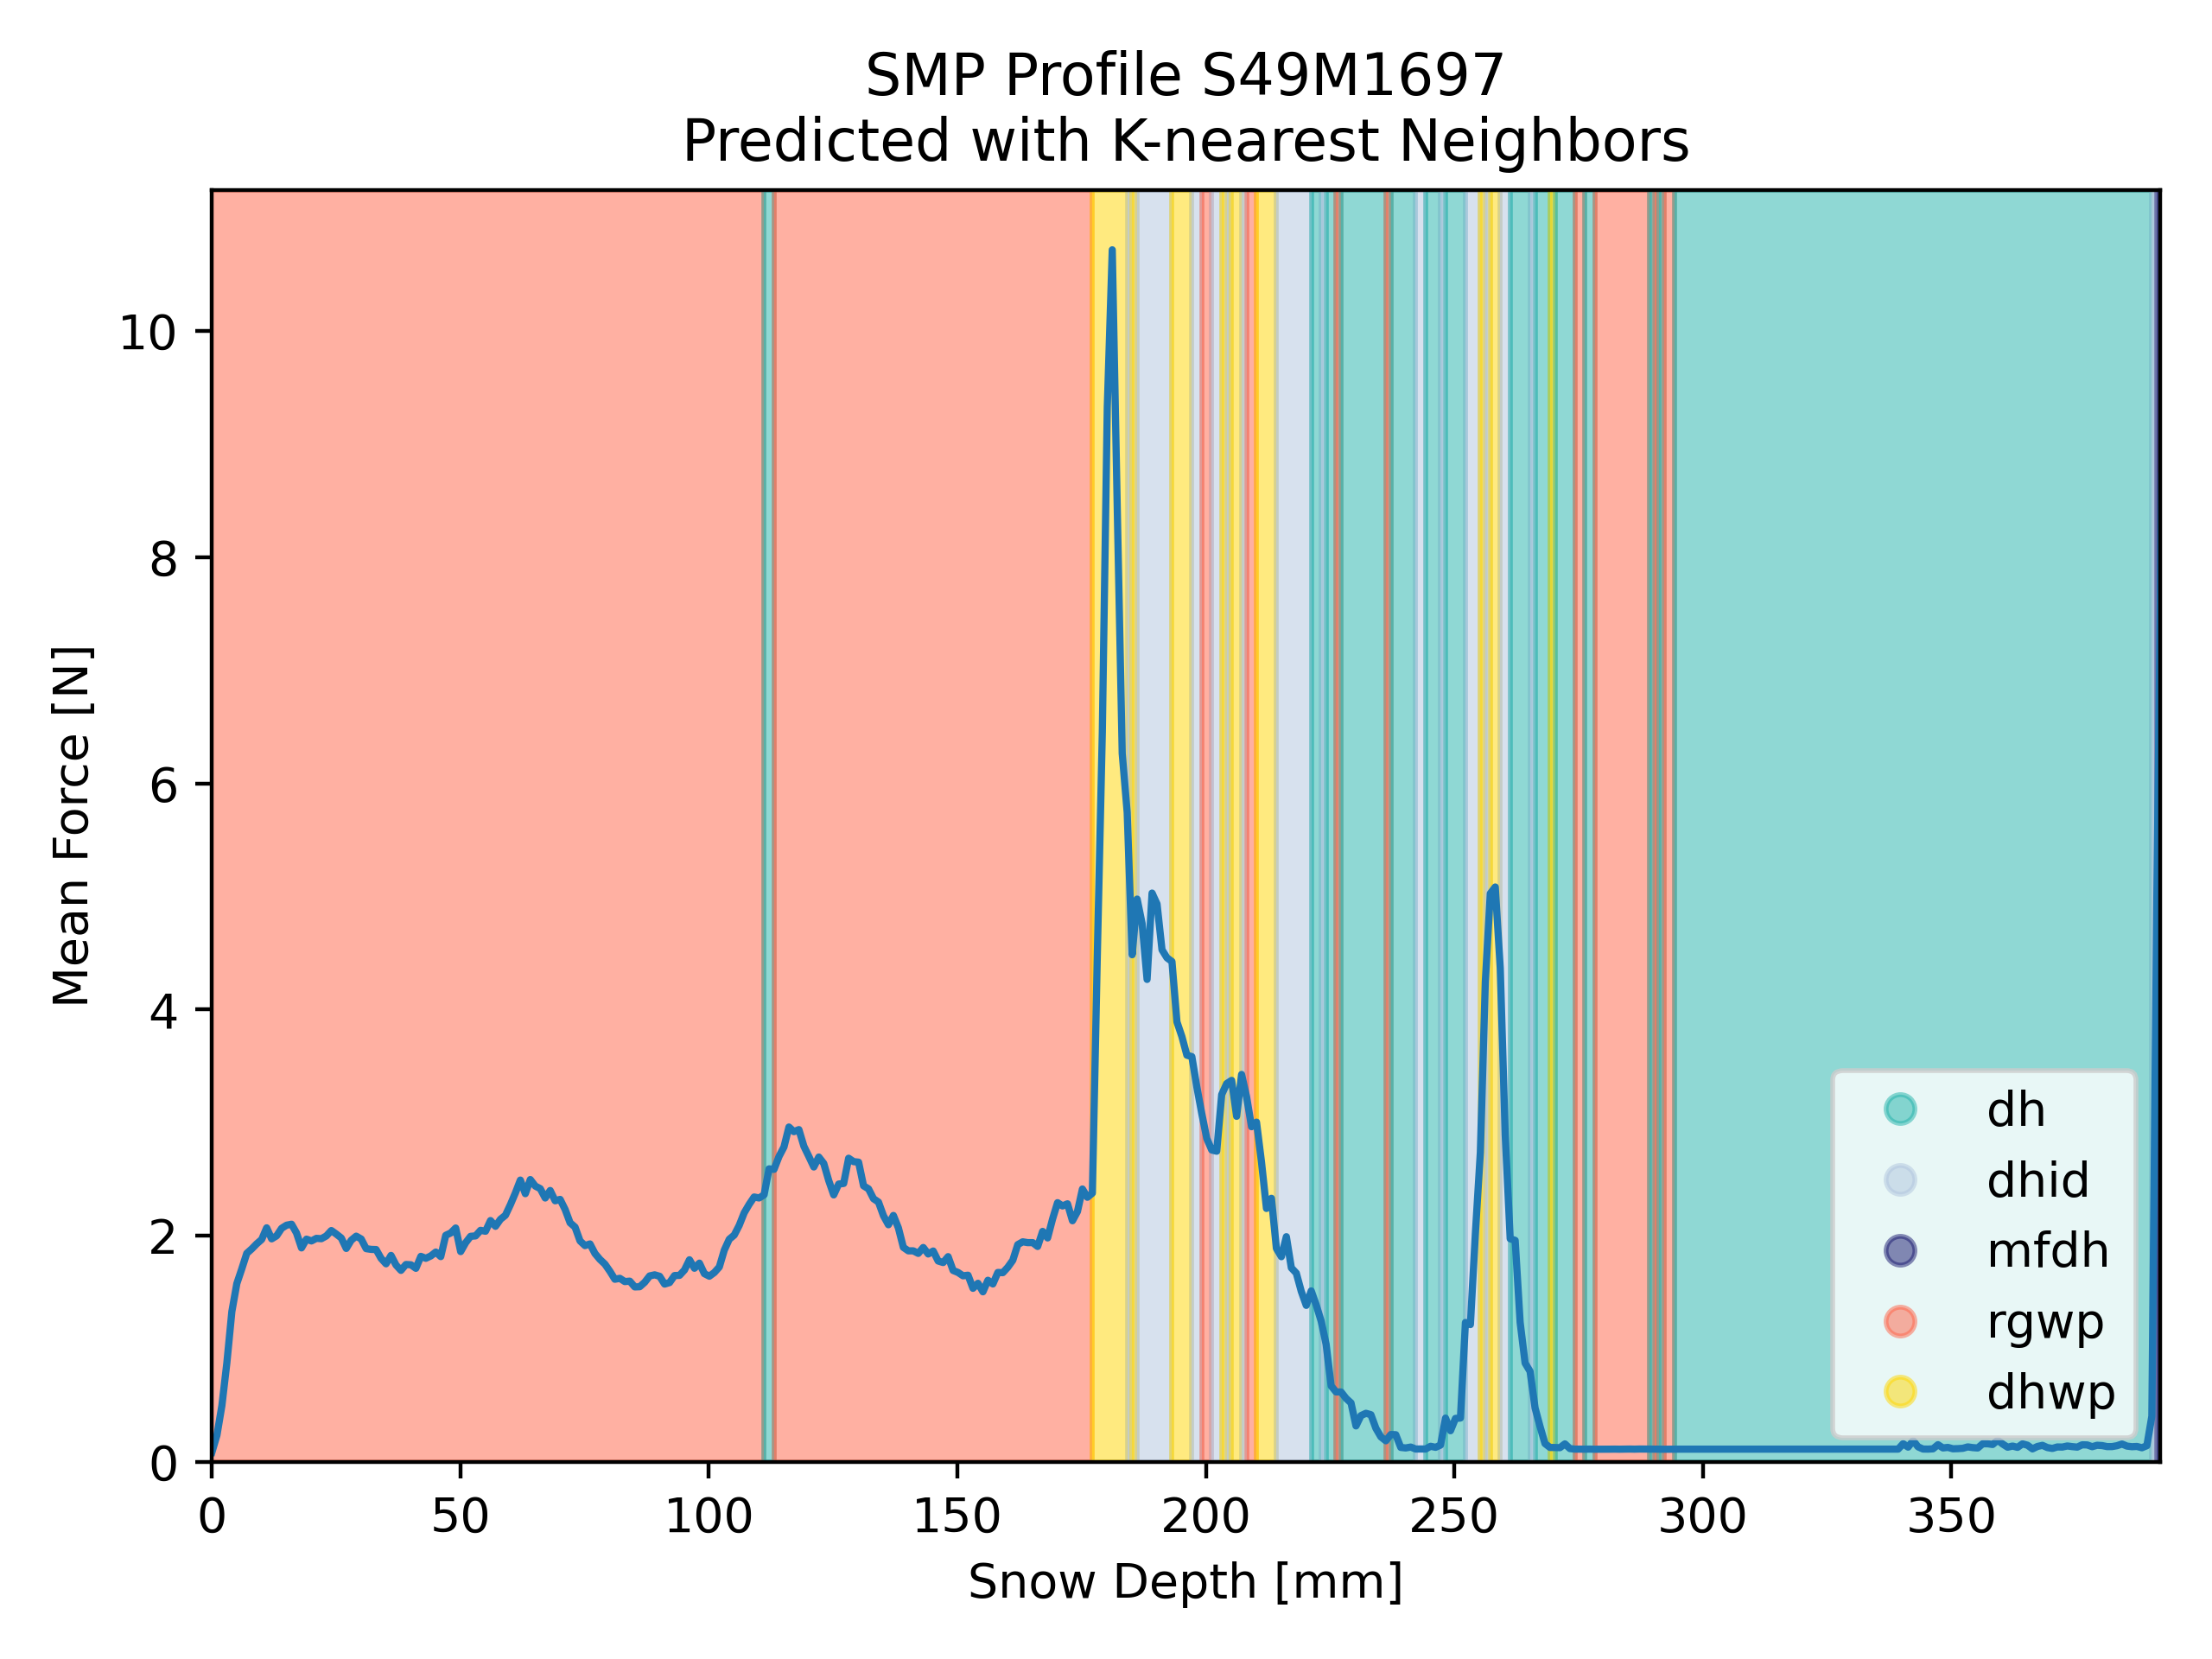 SMP Profile S49M1697
Predicted with K-nearest Neighbors
Mean Force [N]
10
8
6
4
2
0
dh
dhid
mfdh
rgwp
dhwp
0 50 100 150 200 250 300 350
Snow Depth [mm]